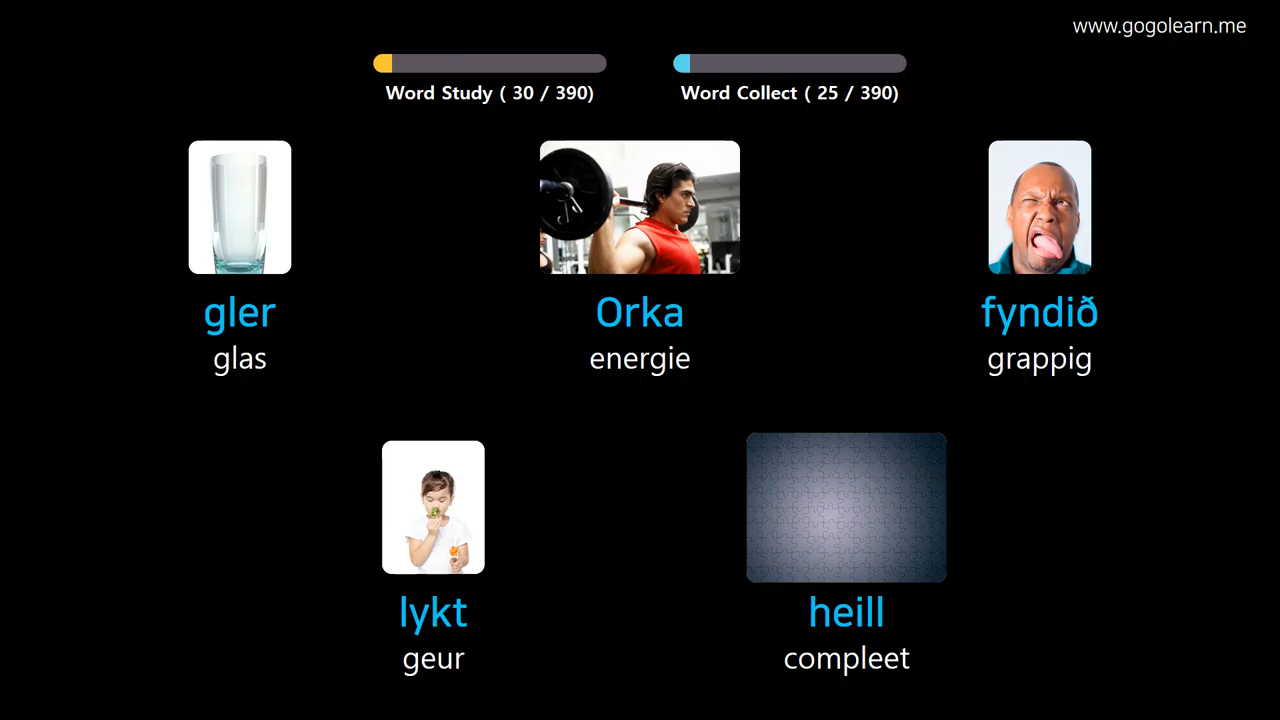 www.gogolearn.me
Word Study ( 30 / 390)
Word Collect ( 25 / 390)
gler
glas
Orka
energie
fyndið
grappig
lykt
geur
heill
compleet